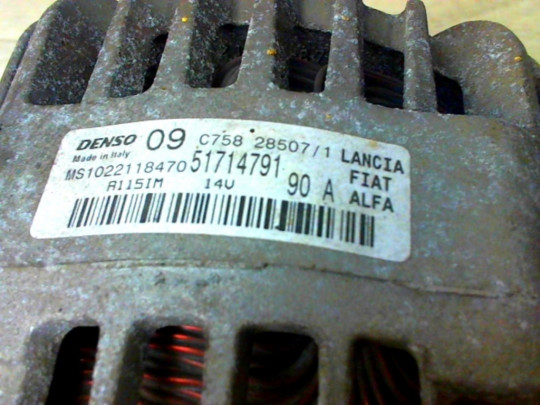 DENSO 09 C758 28507/1 LANCIA
Made in Italy
MS1022118470 51714791 FIAT
A115IM 14V 90 A ALFA